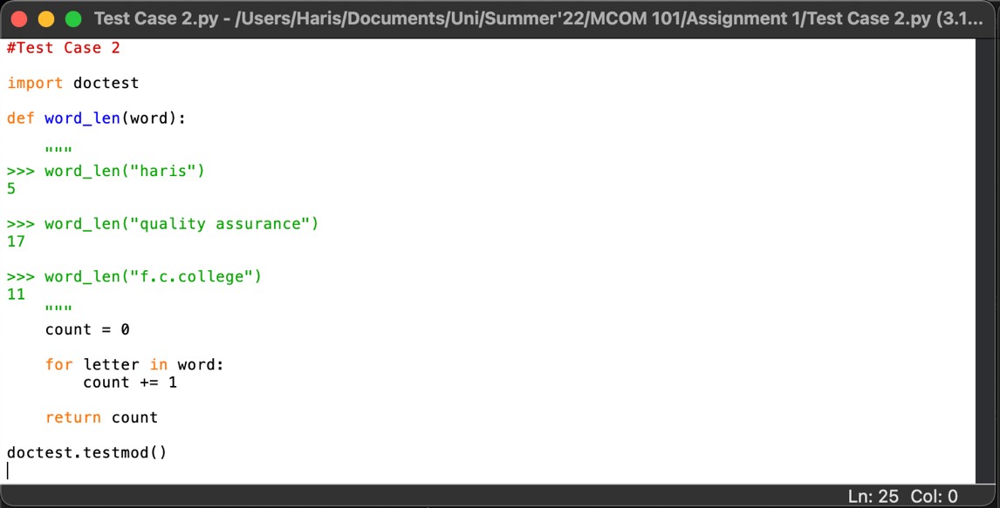 Test Case 2.py - /Users/Haris/Documents/Uni/Summer'22/MCOM 101/Assignment 1/Test Case 2.py (3.1...
#Test Case 2
import doctest
def word_len(word):
    """
>>> word_len("haris")
5
>>> word_len("quality assurance")
17
>>> word_len("f.c.college")
11
    """
    count = 0
    for letter in word:
        count += 1
    return count
doctest.testmod()
Ln: 25 Col: 0